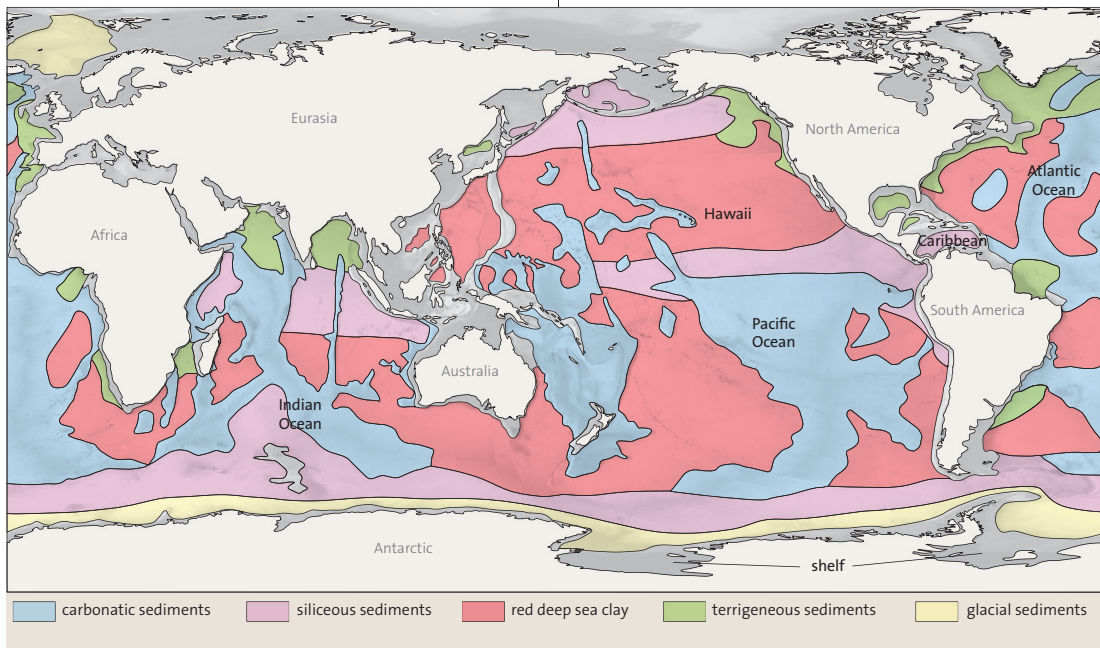 Eurasia
North America
Atlantic
Ocean
Hawaii
Africa
Caribbean
South America
Pacific
Ocean
Australia
Indian
Ocean
Antarctic
shelf
carbonatic sediments
siliceous sediments
red deep sea clay
terrigeneous sediments
glacial sediments